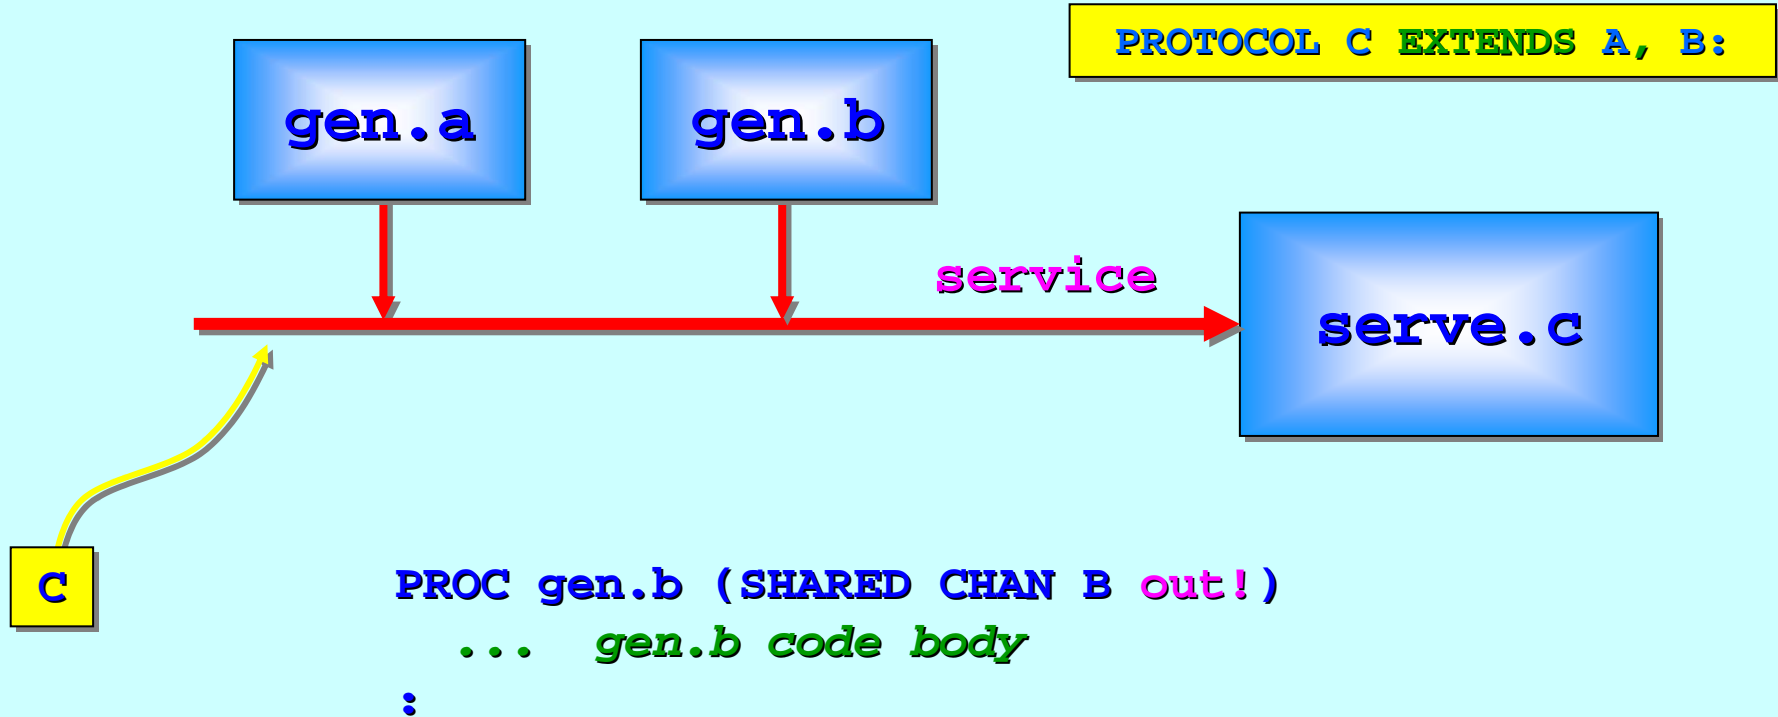 PROTOCOL C EXTENDS A, B:
gen.a
gen.b
service
serve.c
C
PROC gen.b (SHARED CHAN B out!)
... gen.b code body
: